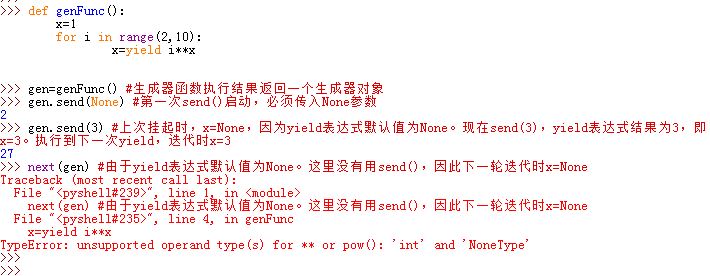 >>> def genFunc():
        x=1
        for i in range(2,10):
                x=yield i**x

>>> gen=genFunc() #生成器函数执行结果返回一个生成器对象
>>> gen.send(None) #第一次send()启动，必须传入None参数
2
>>> gen.send(3) #上次挂起时，x=None，因为yield表达式默认值为None。现在send(3)，yield表达式结果为3，即
x=3。执行到下一次yield，迭代时x=3
27
>>> next(gen) #由于yield表达式默认值为None。这里没有用send()，因此下一轮迭代时x=None
Traceback (most recent call last):
  File "<pyshell#239>", line 1, in <module>
    next(gen) #由于yield表达式默认值为None。这里没有用send()，因此下一轮迭代时x=None
  File "<pyshell#235>", line 4, in genFunc
    x=yield i**x
TypeError: unsupported operand type(s) for ** or pow(): 'int' and 'NoneType'
>>>
>>>